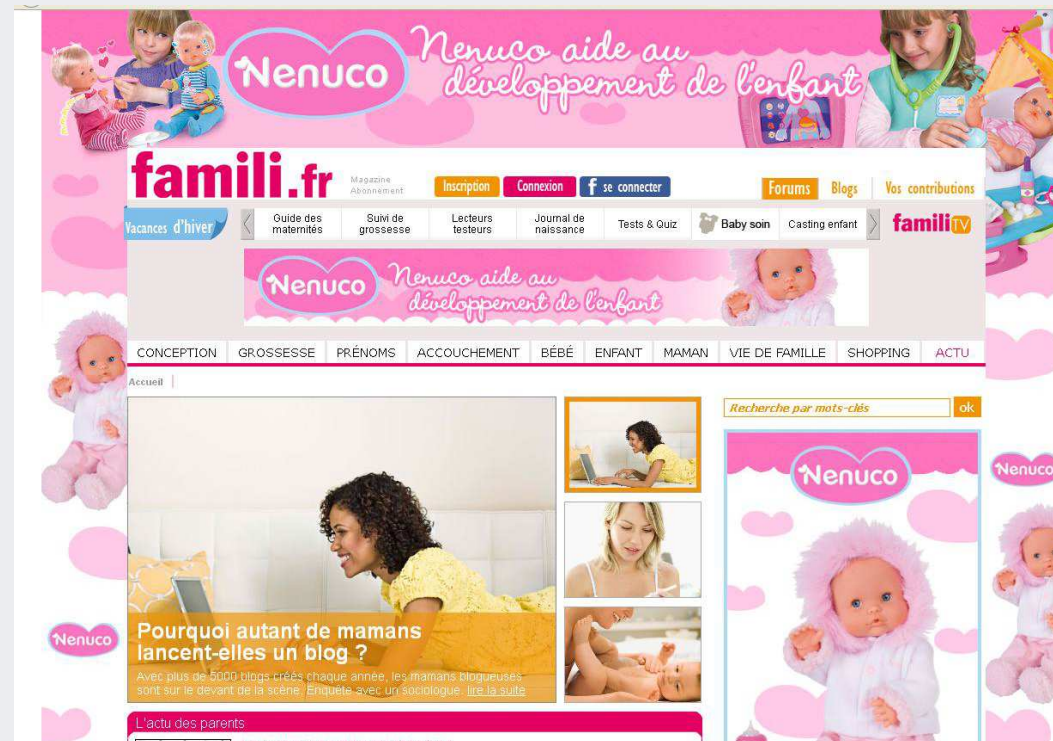 Nenuco
Nenuco aide au
développement de l'enfant
famili.fr
Magazine
Abonnement
Inscription
Connexion
f se connecter
Forums
Blogs
Vos contributions
Vacances d'hiver
Guide des
maternités
Suivi de
grossesse
Lecteurs
testeurs
Journal de
naissance
Tests & Quiz
Baby soin
Casting enfant
famili TV
Nenuco
Nenuco aide au
développement de l'enfant
CONCEPTION
GROSSESSE
PRÉNOMS
ACCOUCHEMENT
BÉBÉ
ENFANT
MAMAN
VIE DE FAMILLE
SHOPPING
ACTU
Accueil
Recherche par mots-clés
ok
Nenuco
Nenuco
Nenuco
Pourquoi autant de mamans
lancent-elles un blog ?
Avec plus de 5000 blogs créés chaque année, les mamans blogueuses
sont sur le devant de la scène. Enquête avec un sociologue. lire la suite
L'actu des parents